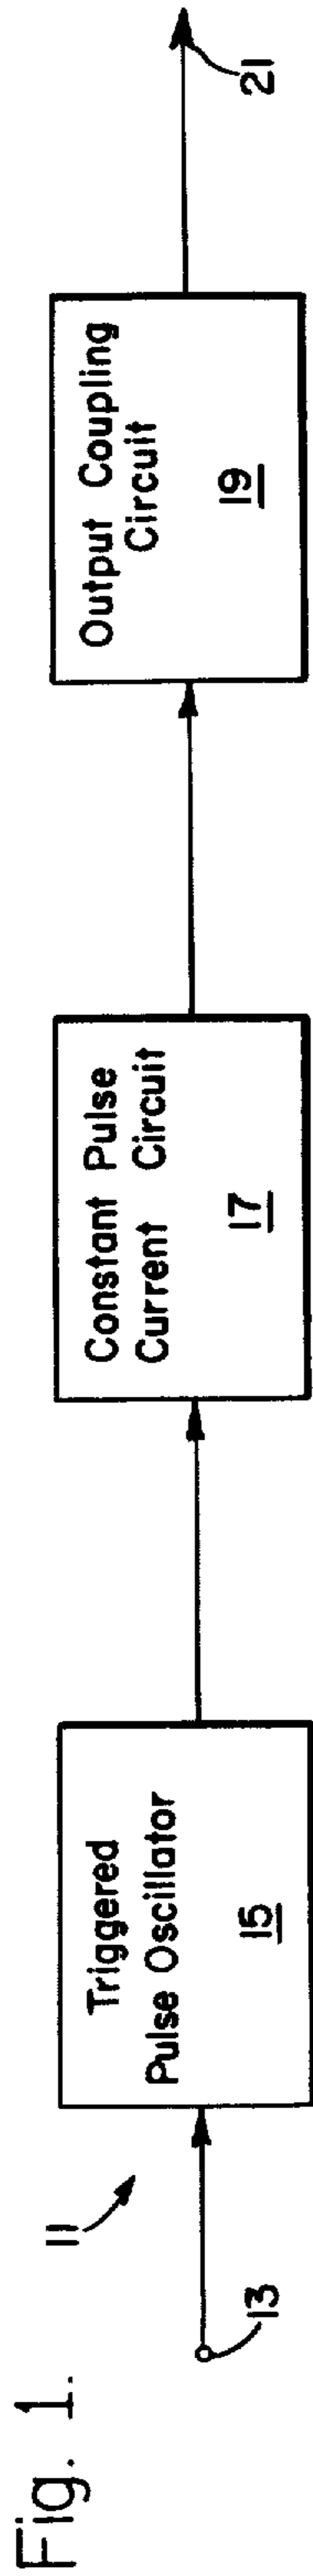 Fig. 1.
11
13
Triggered
Pulse Oscillator
15
Constant Pulse
Current Circuit
17
Output Coupling
Circuit
19
21